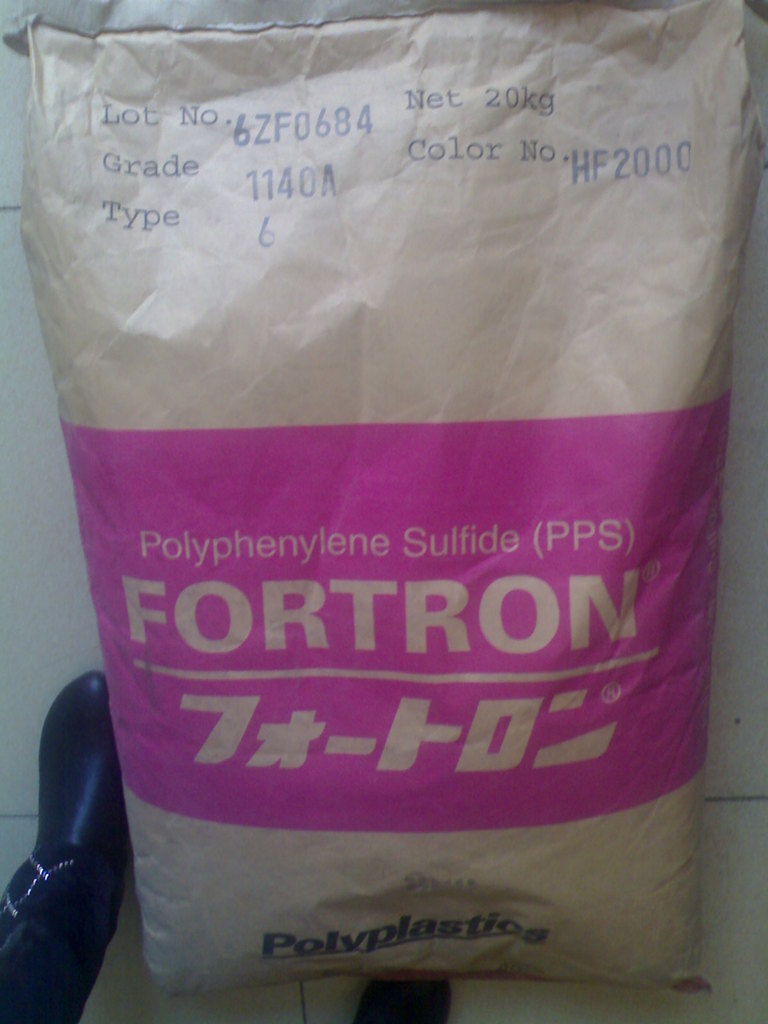 Lot No. 6ZF0684 Net 20kg
Grade 1140A Color No. HF2000
Type 6
Polyphenylene Sulfide (PPS)
FORTRON®
フォートロン®
Polyplastics